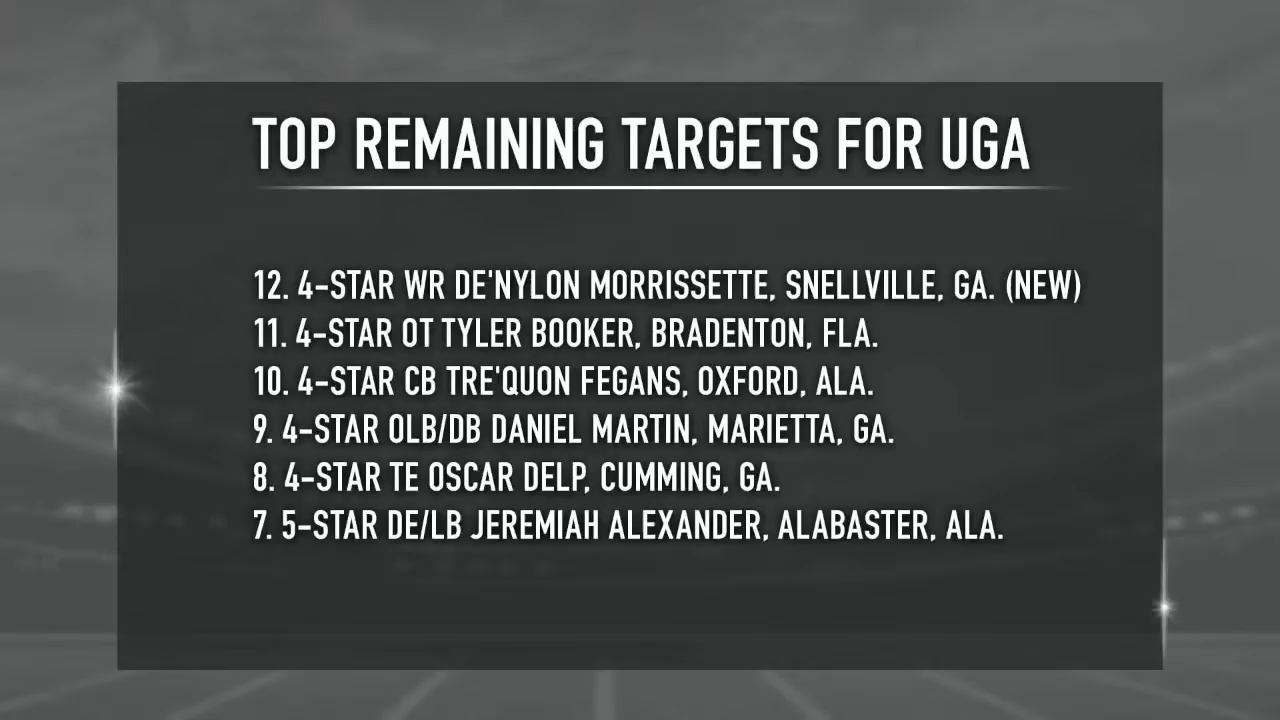 TOP REMAINING TARGETS FOR UGA
12. 4-STAR WR DE'NYLON MORRISSETTE, SNELLVILLE, GA. (NEW)
11. 4-STAR OT TYLER BOOKER, BRADENTON, FLA.
10. 4-STAR CB TRE'QUON FEGANS, OXFORD, ALA.
9. 4-STAR OLB/DB DANIEL MARTIN, MARIETTA, GA.
8. 4-STAR TE OSCAR DELP, CUMMING, GA.
7. 5-STAR DE/LB JEREMIAH ALEXANDER, ALABASTER, ALA.